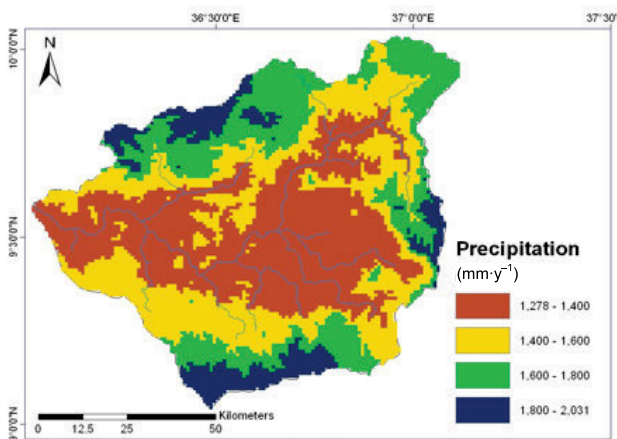 36°30'0"E 37°0'0"E 37°30'
10°0'0"N
N
9°30'0"N
Precipitation
(mm·y⁻¹)
1,278 - 1,400
1,400 - 1,600
1,600 - 1,800
1,800 - 2,031
Kilometers
0 12.5 25 50
9°0'0"N